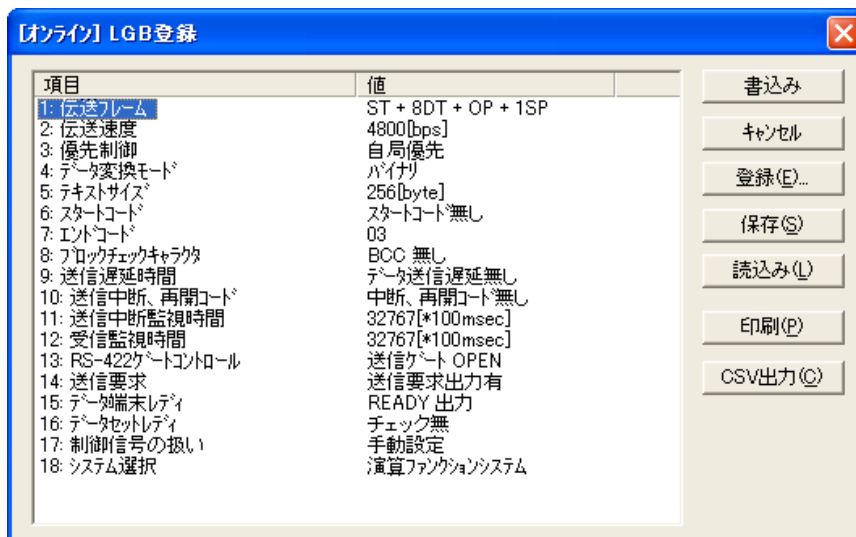 [オンライン] LGB登録
項目 値
1: 伝送フレーム ST + 8DT + OP + 1SP
2: 伝送速度 4800[bps]
3: 優先制御 自局優先
4: データ変換モード バイナリ
5: テキストサイズ 256[byte]
6: スタートコード スタートコード無し
7: エンドコード 03
8: ブロックチェックキャラクタ BCC 無し
9: 送信遅延時間 データ送信遅延無し
10: 送信中断、再開コード 中断、再開コード無し
11: 送信中断監視時間 32767[*100msec]
12: 受信監視時間 32767[*100msec]
13: RS-422ゲートコントロール 送信ゲート OPEN
14: 送信要求 送信要求出力有
15: データ端末レディ READY 出力
16: データセットレディ チェック無
17: 制御信号の扱い 手動設定
18: システム選択 演算ファンクションシステム
書込み
キャンセル
登録(E)...
保存(S)
読込み(L)
印刷(P)
CSV出力(C)